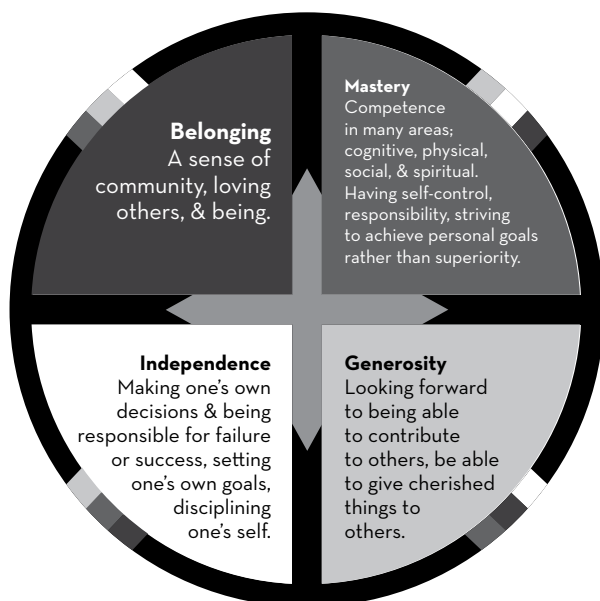 Belonging
A sense of
community, loving
others, & being.
Mastery
Competence
in many areas;
cognitive, physical,
social, & spiritual.
Having self-control,
responsibility, striving
to achieve personal goals
rather than superiority.
Independence
Making one's own
decisions & being
responsible for failure
or success, setting
one's own goals,
disciplining
one's self.
Generosity
Looking forward
to being able
to contribute
to others, be able
to give cherished
things to
others.